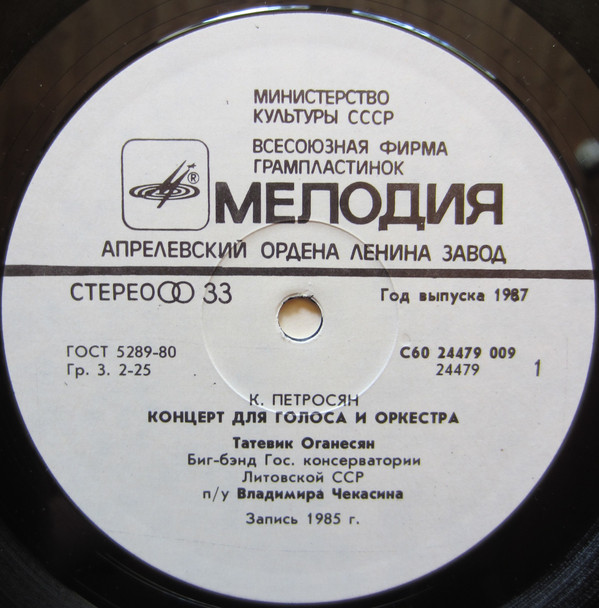 МИНИСТЕРСТВО
КУЛЬТУРЫ СССР
ВСЕСОЮЗНАЯ ФИРМА
ГРАМПЛАСТИНОК
®
МЕЛОДИЯ
АПРЕЛЕВСКИЙ ОРДЕНА ЛЕНИНА ЗАВОД
СТЕРЕО 33
Год выпуска 1987
ГОСТ 5289-80
Гр. 3. 2-25
С60 24479 009
24479
1
К. ПЕТРОСЯН
КОНЦЕРТ ДЛЯ ГОЛОСА И ОРКЕСТРА
Татевик Оганесян
Биг-бэнд Гос. консерватории
Литовской ССР
п/у Владимира Чекасина
Запись 1985 г.